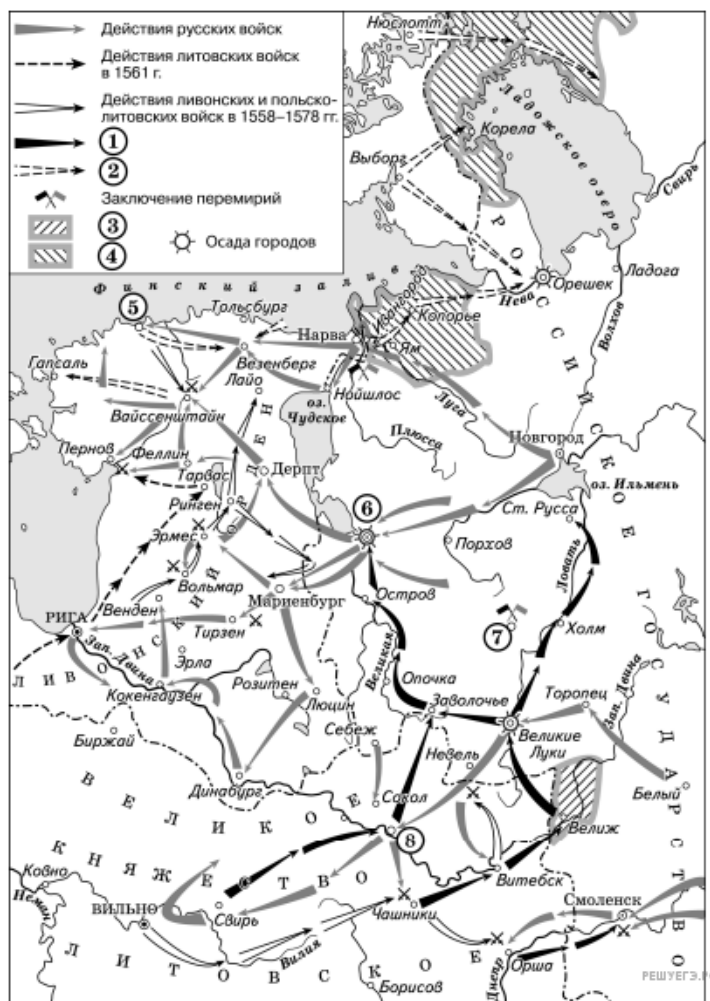 Действия русских войск
Действия литовских войск
в 1561 г.
Действия ливонских и польско-
литовских войск в 1558–1578 гг.
1
2
Заключение перемирий
3
4
Осада городов
Нюслотт
Ладожское озеро
Корела
Выборг
Свирь
РОССИЙСКОЕ
Финский залив
Орешек
Ладога
Нева
5
Тольсбург
Ивангород
Копорье
Волхов
Нарва
Ям
Гапсаль
Везенберг
Лайо
Нойшлос
оз.
Чудское
Луга
Вайссенштайн
Плюсса
Новгород
Пернов
Феллин
Дерпт
оз. Ильмень
Тарвас
6
Ст. Русса
Ринген
ОРДЕН
Эрмес
Порхов
Ловать
Вольмар
Мариенбург
Остров
7
Холм
ГОСУДАРСТВО
РИГА
Венден
Тирзен
Великая
Зап. Двина
ЛИВОНСКИЙ
Эрла
Опочка
Зап. Двина
Кокенгаузен
Розитен
Заволочье
Торопец
Люцин
Биржай
Себеж
Невель
Великие
Луки
Динабург
Сокол
Белый
ВЕЛИКОЕ
8
Велиж
КНЯЖЕСТВО
Ковно
Витебск
Неман
ВИЛЬНО
Свирь
Чашники
Смоленск
Вилия
ЛИТОВСКОЕ
Орша
Борисов
Днепр
РЕШУЕГЭ.Р